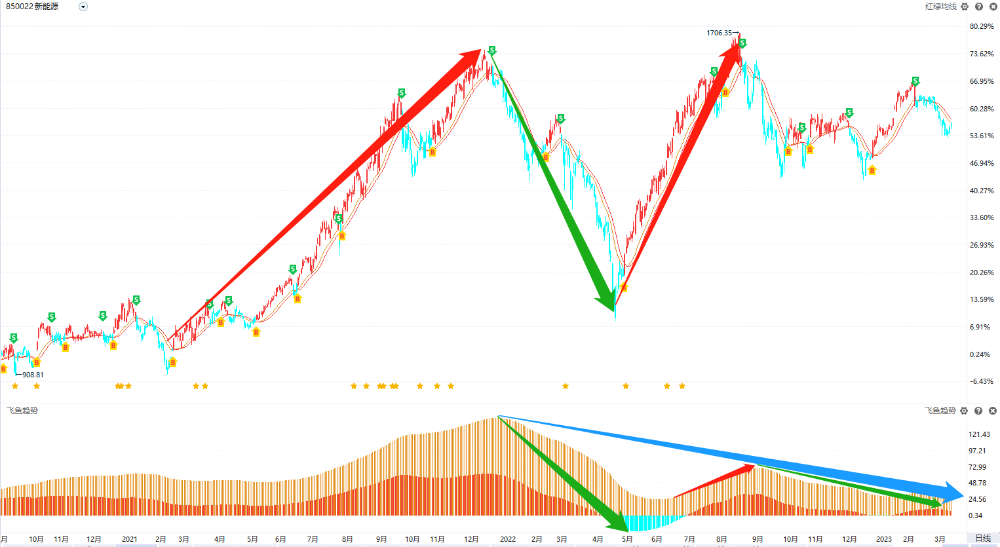 850022新能源
红绿均线
80.29%
1706.35→
S
S
73.62%
S
66.95%
S
S
B
60.28%
S
S
S
53.61%
B
B
B
B
46.94%
B
40.27%
S
33.60%
B
26.93%
S
20.26%
B
B
S
S
S
13.59%
S
S
B
6.91%
S
B
B
B
0.24%
B
B
B
←908.81
-6.43%
飞鱼趋势
飞鱼趋势
121.43
97.21
72.99
48.78
24.56
0.34
月 10月 11月 12月 2021 2月 3月 4月 5月 6月 7月 8月 9月 10月 11月 12月 2022 2月 3月 4月 5月 6月 7月 8月 9月 10月 11月 12月 2023 2月 3月 日线